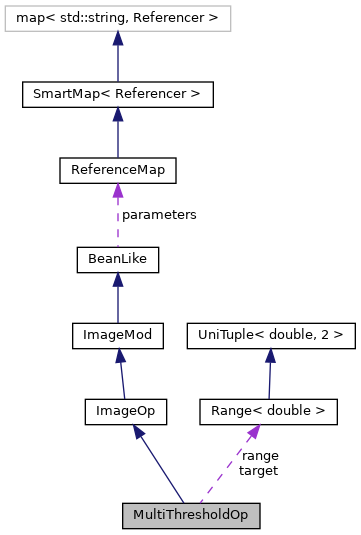 map< std::string, Referencer >
SmartMap< Referencer >
ReferenceMap
parameters
BeanLike
ImageMod
UniTuple< double, 2 >
ImageOp
Range< double >
range
target
MultiThresholdOp